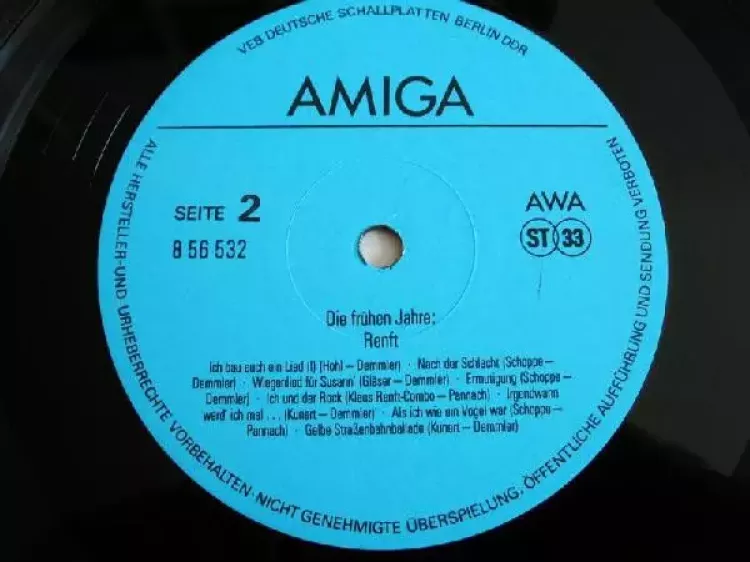 VEB DEUTSCHE SCHALLPLATTEN BERLIN DDR
AMIGA
SEITE 2
8 56 532
AWA
ST 33
Die frühen Jahre:
Renft
Ich bau euch ein Lied (I) (Hohl – Demmler) · Nach der Schlacht (Schoppe –
Demmler) · Wiegenlied für Susann' (Gläser – Demmler) · Ermutigung (Schoppe –
Demmler) · Ich und der Rock (Klaus Renft-Combo – Pannach) · Irgendwann
werd' ich mal . . . (Kunert – Demmler) · Als ich wie ein Vogel war (Schoppe –
Pannach) · Gelbe Straßenbahnballade (Kunert – Demmler)
ALLE HERSTELLER-UND URHEBERRECHTE VORBEHALTEN · NICHT GENEHMIGTE ÜBERSPIELUNG, ÖFFENTLICHE AUFFÜHRUNG UND SENDUNG VERBOTEN